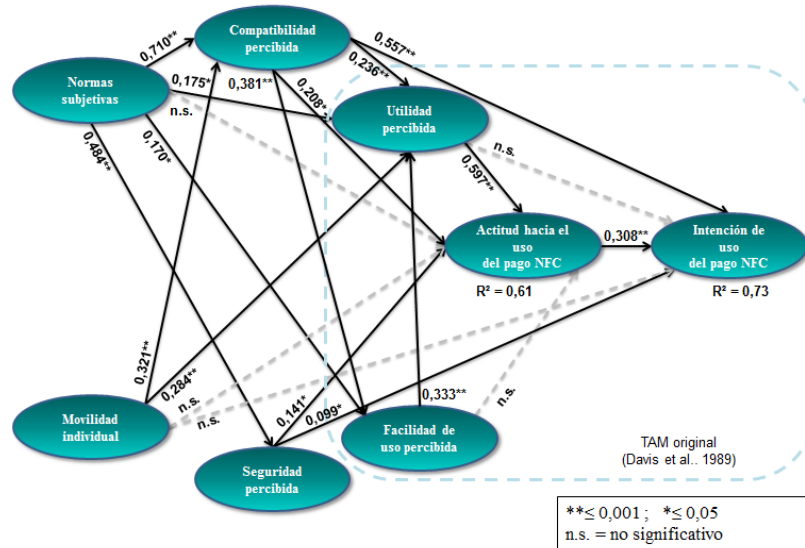 0,710**
Compatibilidad
percibida
0,557**
0,236**
Normas
subjetivas
0,175*
0,381**
0,208*
n.s.
Utilidad
percibida
n.s.
0,484**
0,170*
0,597**
Actitud hacia el
uso
del pago NFC
0,308**
Intención de
uso
del pago NFC
R² = 0,61
R² = 0,73
0,321**
0,284**
n.s.
n.s.
0,141*
0,099*
0,333**
n.s.
Movilidad
individual
Facilidad de
uso percibida
Seguridad
percibida
TAM original
(Davis et al.. 1989)
**≤ 0,001 ; *≤ 0,05
n.s. = no significativo